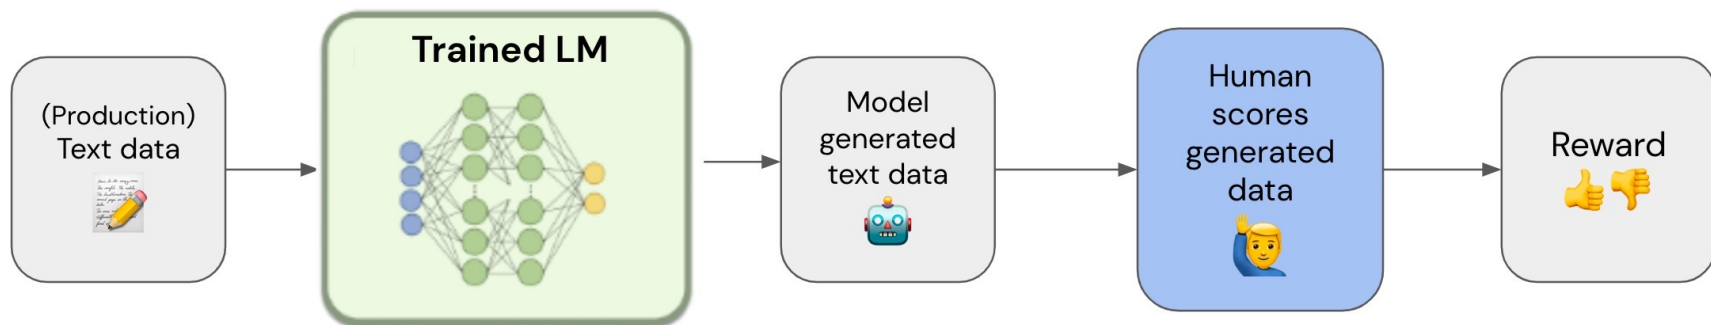 (Production)
Text data
Trained LM
Model
generated
text data
Human
scores
generated
data
Reward